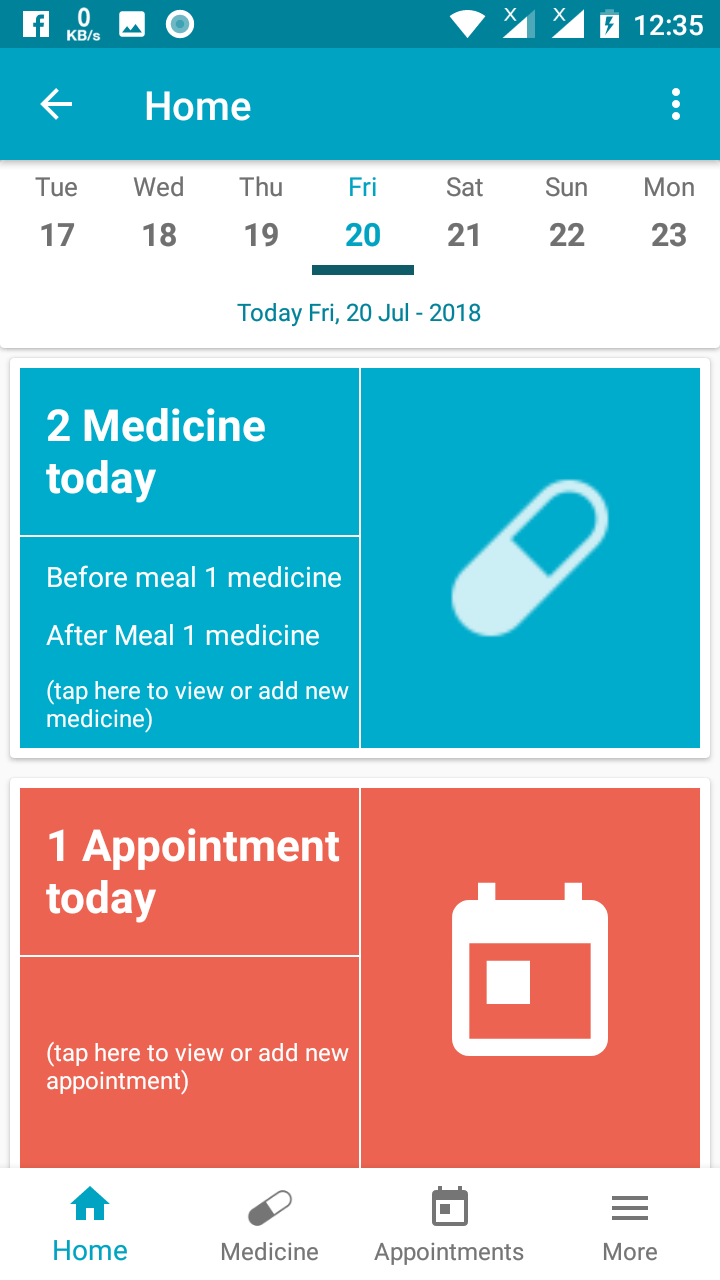 0
KB/s
12:35
Home
Tue Wed Thu Fri Sat Sun Mon
17 18 19 20 21 22 23
Today Fri, 20 Jul - 2018
2 Medicine
today
Before meal 1 medicine
After Meal 1 medicine
(tap here to view or add new
medicine)
1 Appointment
today
(tap here to view or add new
appointment)
Home Medicine Appointments More